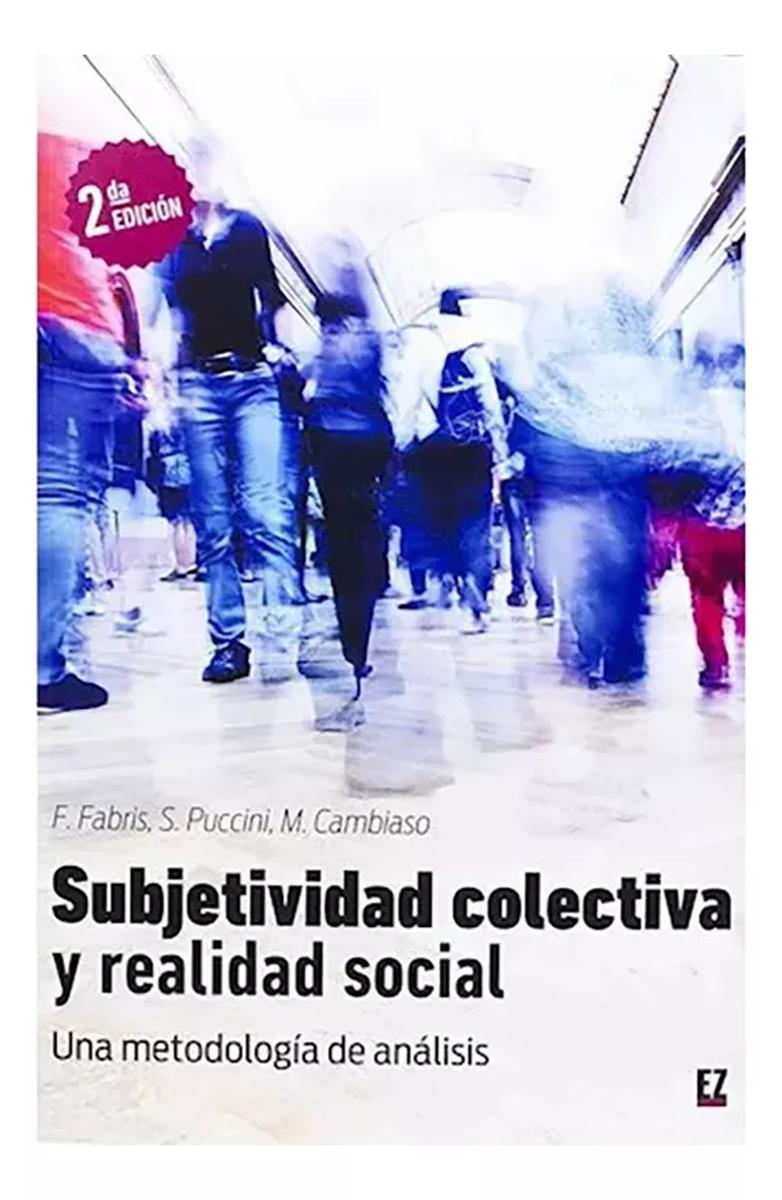 2da
EDICIÓN
F. Fabris, S. Puccini, M. Cambiaso
Subjetividad colectiva
y realidad social
Una metodología de análisis
EZ